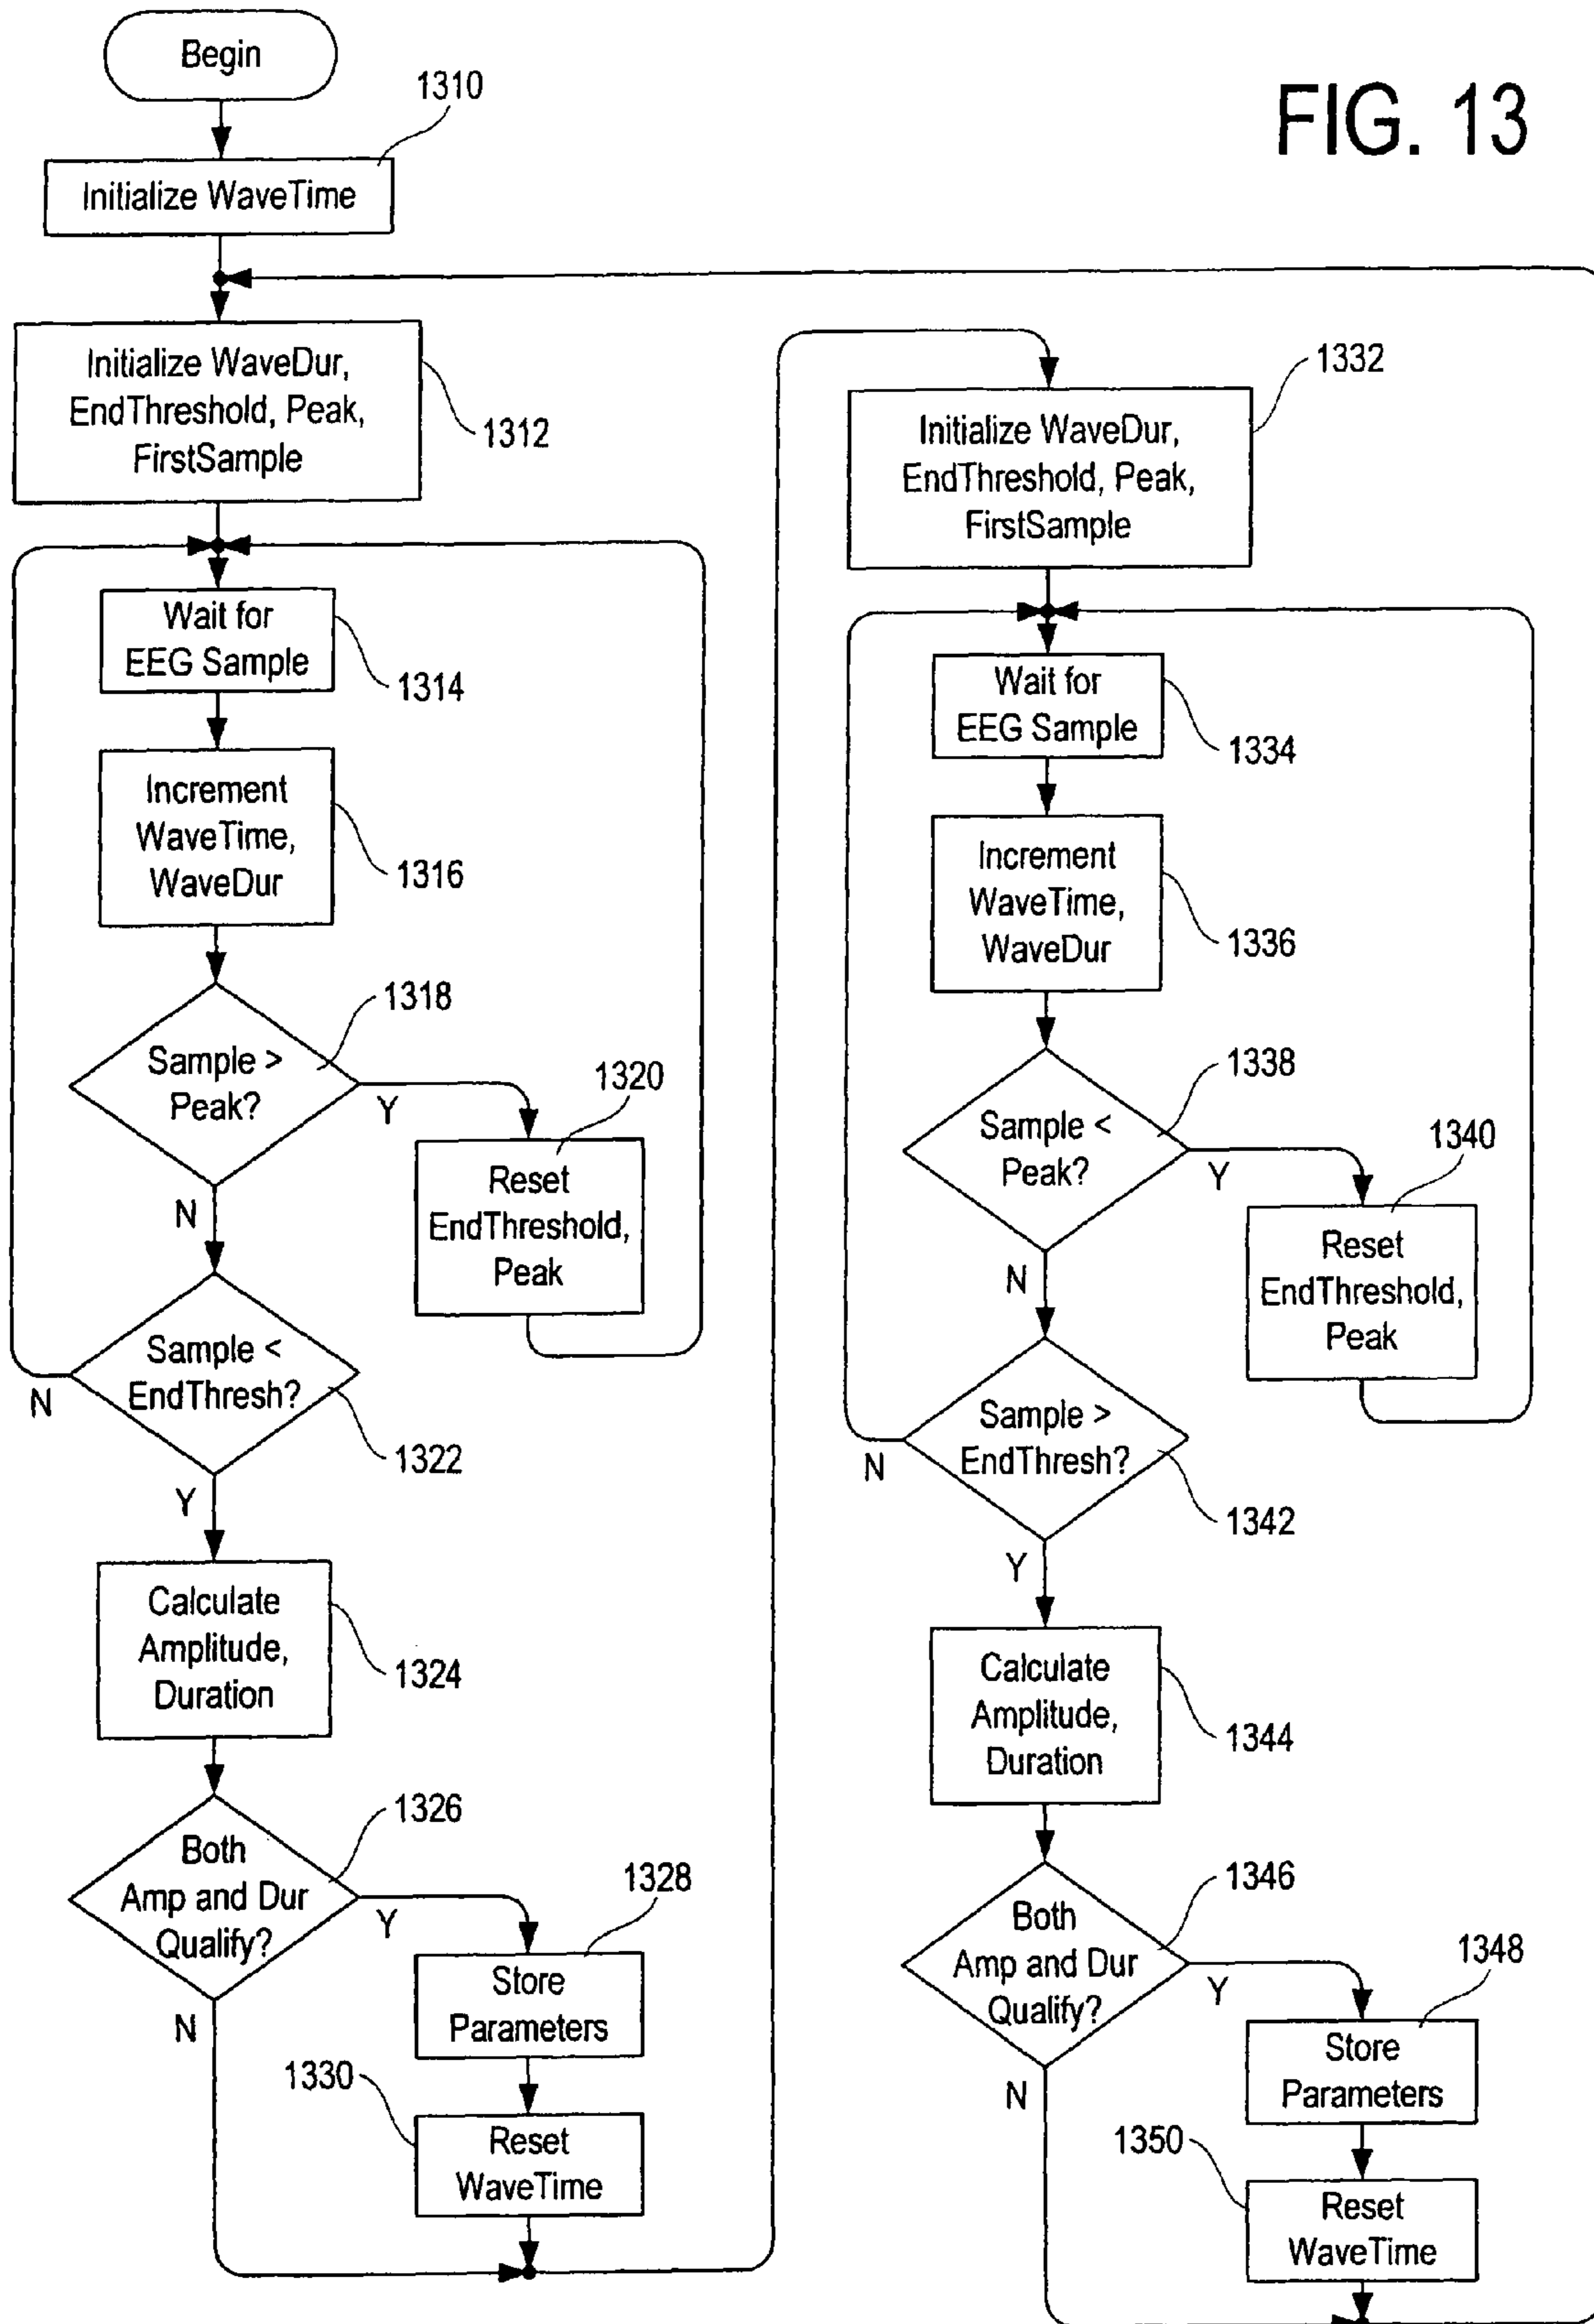 FIG. 13
Begin
1310
Initialize WaveTime
Initialize WaveDur,
EndThreshold, Peak,
FirstSample
1312
Wait for
EEG Sample
1314
Increment
WaveTime,
WaveDur
1316
1318
Sample >
Peak?
Y
N
1320
Reset
EndThreshold,
Peak
Sample <
EndThresh?
N
1322
Y
Calculate
Amplitude,
Duration
1324
1326
Both
Amp and Dur
Qualify?
Y
N
1328
Store
Parameters
1330
Reset
WaveTime
1332
Initialize WaveDur,
EndThreshold, Peak,
FirstSample
Wait for
EEG Sample
1334
Increment
WaveTime,
WaveDur
1336
1338
Sample <
Peak?
Y
N
1340
Reset
EndThreshold,
Peak
Sample >
EndThresh?
N
1342
Y
Calculate
Amplitude,
Duration
1344
1346
Both
Amp and Dur
Qualify?
Y
N
1348
Store
Parameters
1350
Reset
WaveTime